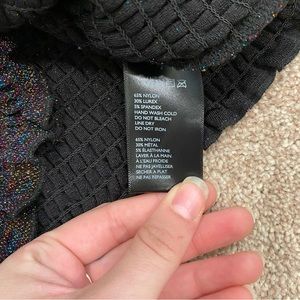 65% NYLON
30% LUREX
5% SPANDEX
HAND WASH COLD
DO NOT BLEACH
LINE DRY
DO NOT IRON
65% NYLON
30% METAL
5% ÉLASTHANNE
LAVER À LA MAIN
À L'EAU FROIDE
NE PAS JAVELLISER
SÉCHER À PLAT
NE PAS REPASSER